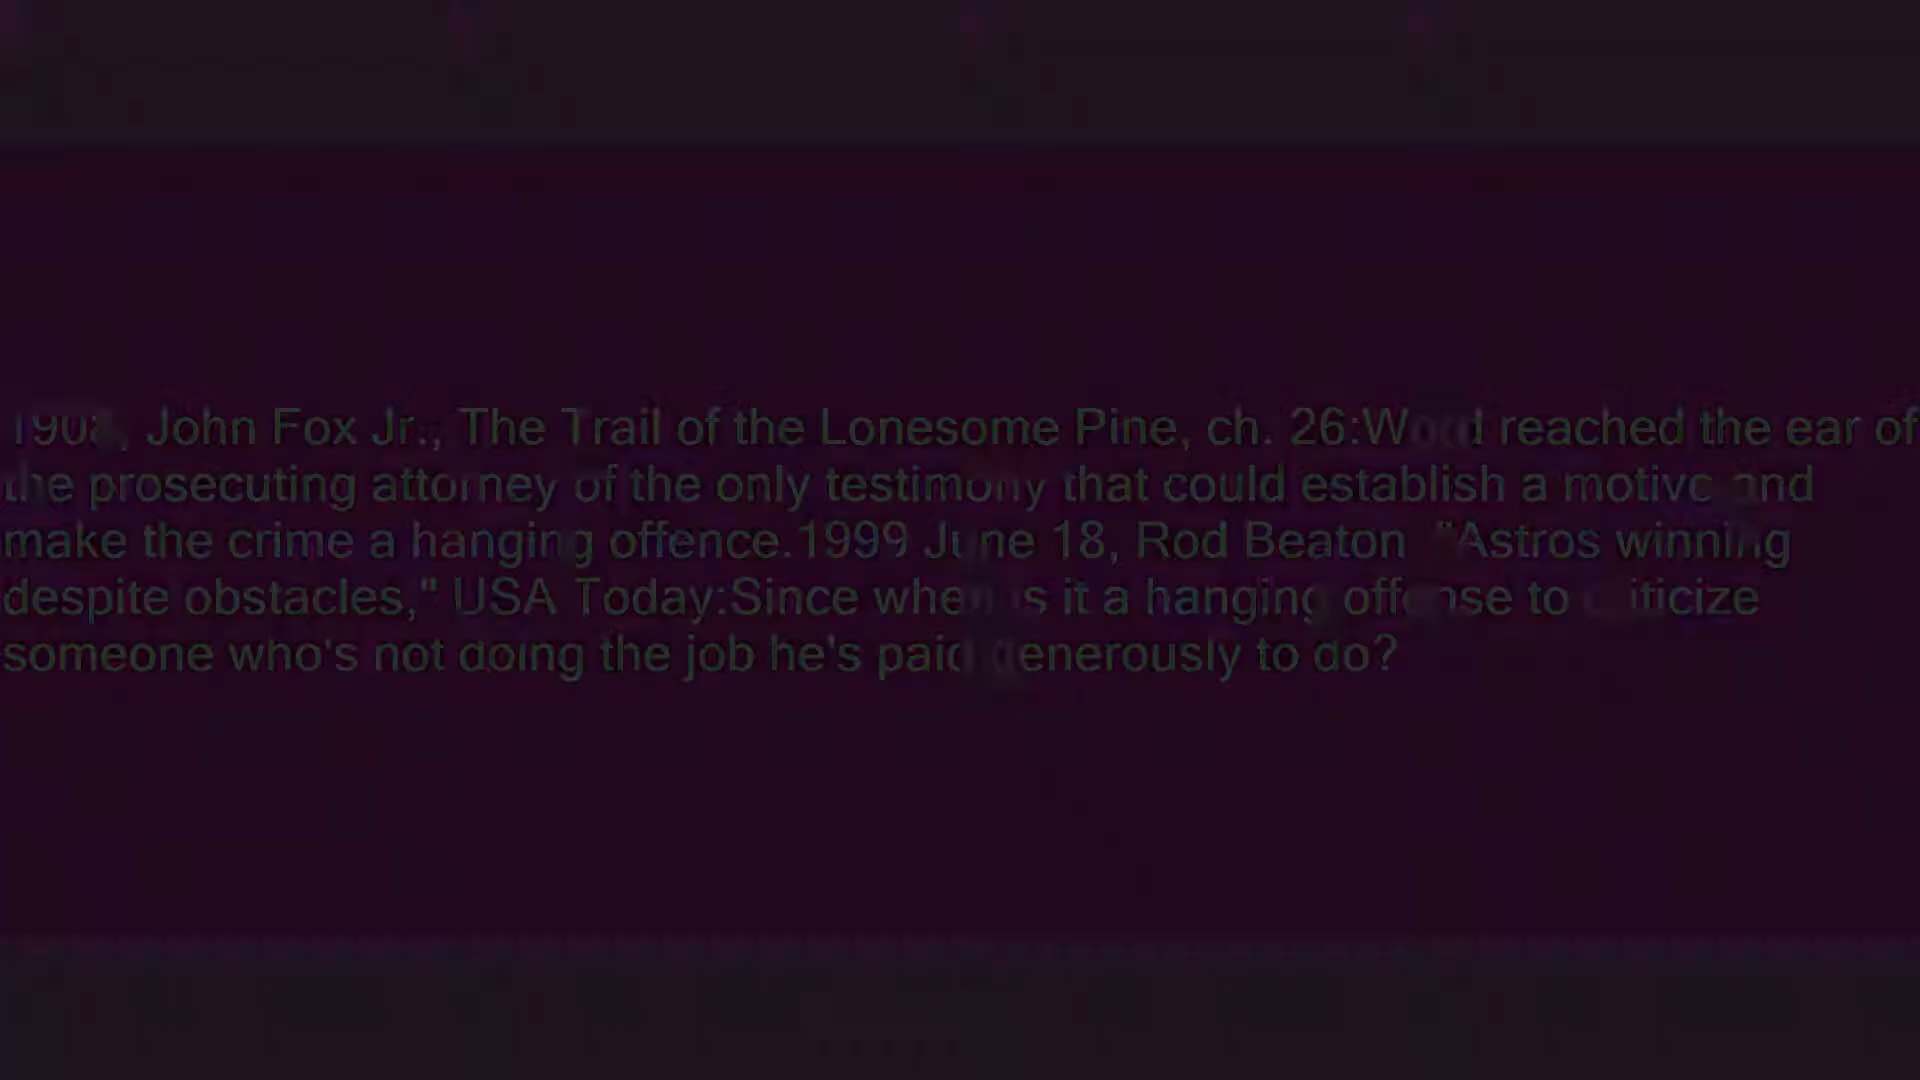 1908, John Fox Jr., The Trail of the Lonesome Pine, ch. 26:Word reached the ear of
the prosecuting attorney of the only testimony that could establish a motive and
make the crime a hanging offence.1999 June 18, Rod Beaton, "Astros winning
despite obstacles," USA Today:Since when is it a hanging offense to criticize
someone who's not doing the job he's paid generously to do?